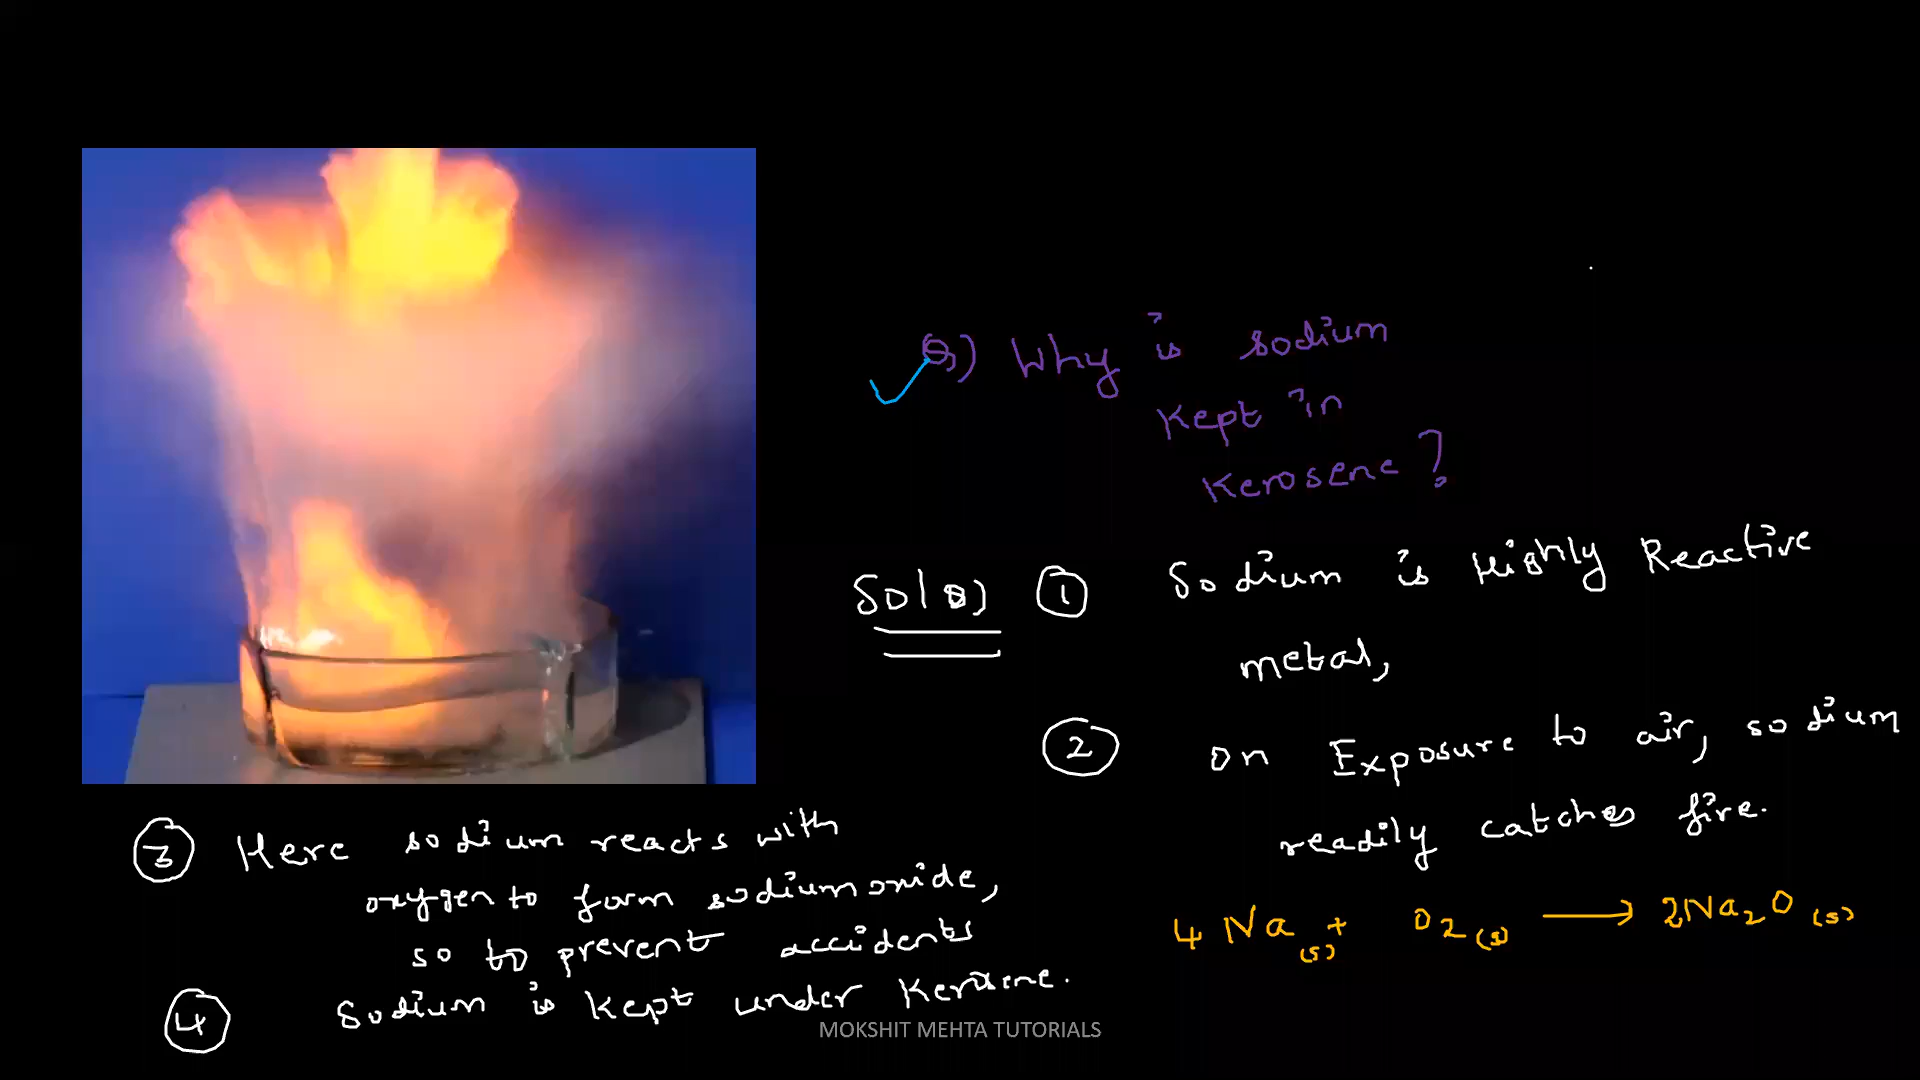 Q) Why is sodium
Kept in
Kerosene?
Sol Q) ① Sodium is Highly Reactive
metal,
② on Exposure to air, sodium
readily catches fire.
4 Na (s) + O2 (g) → 2Na2O (s)
③ Here sodium reacts with
oxygen to form sodium oxide,
so to prevent accidents
④ Sodium is kept under Kerosene.
MOKSHIT MEHTA TUTORIALS